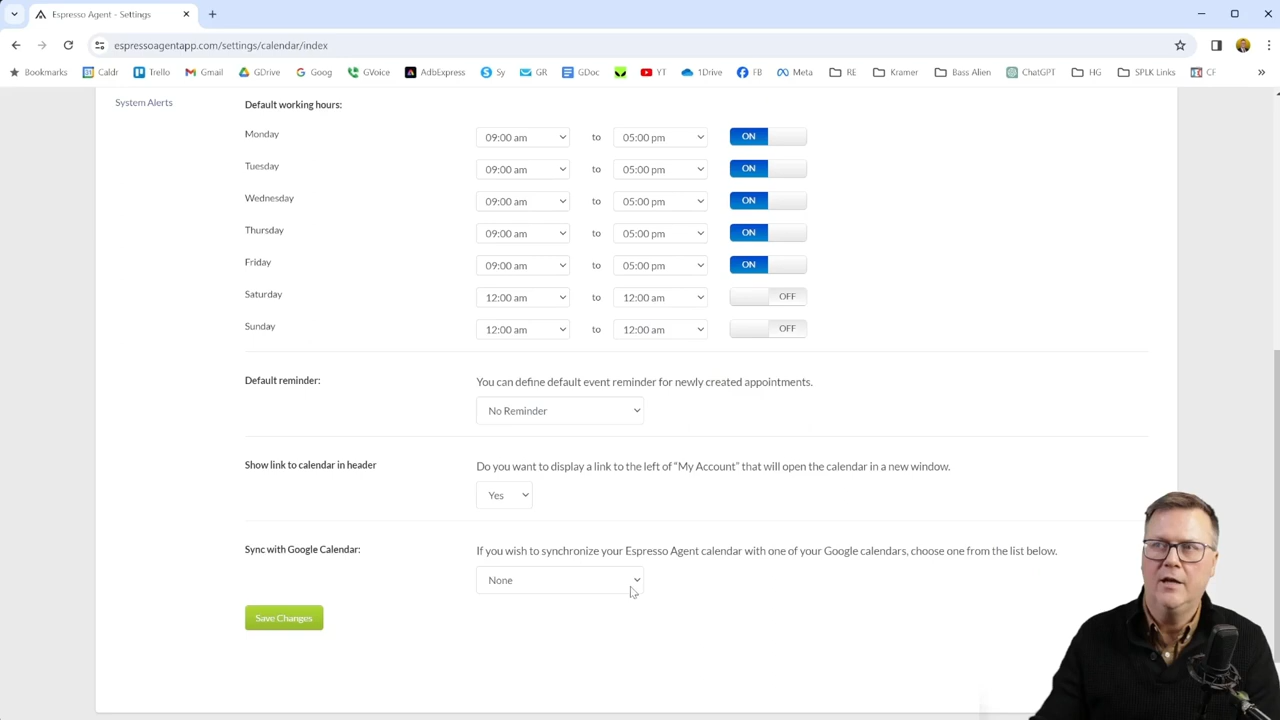 Espresso Agent - Settings
espressoagentapp.com/settings/calendar/index
Bookmarks Caldr Trello Gmail GDrive Goog GVoice AdbExpress Sy GR GDoc YT 1Drive FB Meta RE Kramer Bass Alien ChatGPT HG SPLK Links CF
System Alerts
Default working hours:
Monday 09:00 am to 05:00 pm ON
Tuesday 09:00 am to 05:00 pm ON
Wednesday 09:00 am to 05:00 pm ON
Thursday 09:00 am to 05:00 pm ON
Friday 09:00 am to 05:00 pm ON
Saturday 12:00 am to 12:00 am OFF
Sunday 12:00 am to 12:00 am OFF
Default reminder: You can define default event reminder for newly created appointments.
No Reminder
Show link to calendar in header Do you want to display a link to the left of “My Account” that will open the calendar in a new window.
Yes
Sync with Google Calendar: If you wish to synchronize your Espresso Agent calendar with one of your Google calendars, choose one from the list below.
None
Save Changes